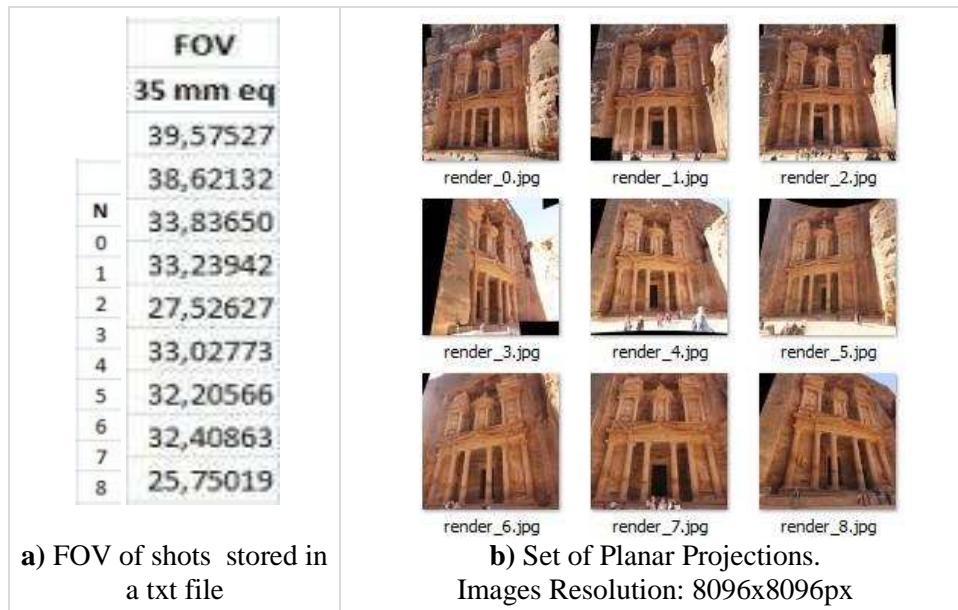 FOV
35 mm eq
39,57527
38,62132
33,83650
33,23942
27,52627
33,02773
32,20566
32,40863
25,75019
N
0
1
2
3
4
5
6
7
8
a) FOV of shots stored in
a txt file
render_0.jpg render_1.jpg render_2.jpg
render_3.jpg render_4.jpg render_5.jpg
render_6.jpg render_7.jpg render_8.jpg
b) Set of Planar Projections.
Images Resolution: 8096x8096px